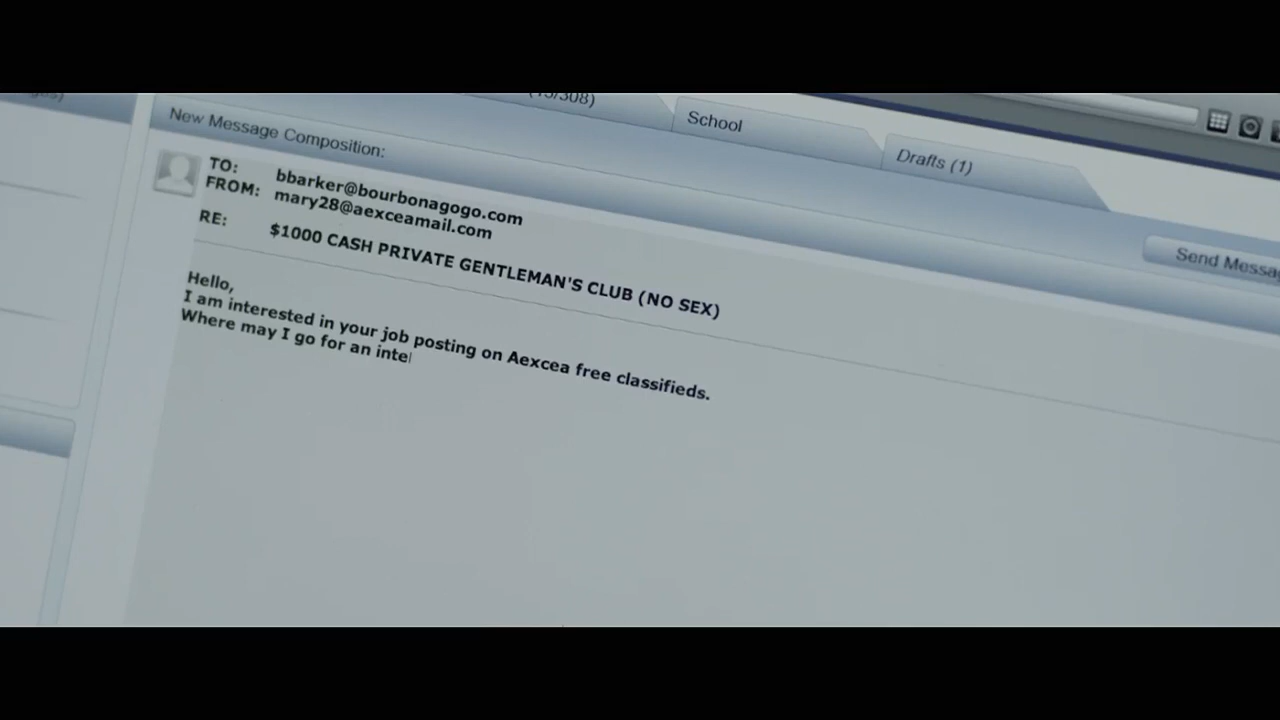 (15/308)
School
Drafts (1)
New Message Composition:
TO: bbarker@bourbonagogo.com
FROM: mary28@aexceamail.com
RE: $1000 CASH PRIVATE GENTLEMAN'S CLUB (NO SEX)
Send Messa
Hello,
I am interested in your job posting on Aexcea free classifieds.
Where may I go for an inte